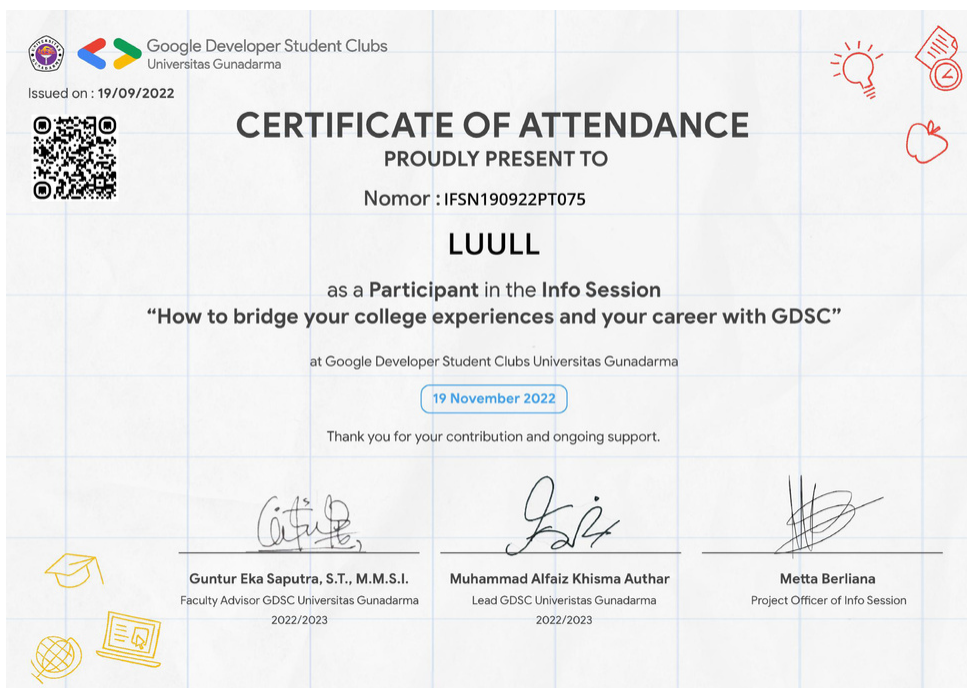 Google Developer Student Clubs
Universitas Gunadarma
Issued on : 19/09/2022
CERTIFICATE OF ATTENDANCE
PROUDLY PRESENT TO
Nomor : IFSN190922PT075
LUULL
as a Participant in the Info Session
“How to bridge your college experiences and your career with GDSC”
at Google Developer Student Clubs Universitas Gunadarma
19 November 2022
Thank you for your contribution and ongoing support.
Guntur Eka Saputra, S.T., M.M.S.I.
Faculty Advisor GDSC Universitas Gunadarma
2022/2023
Muhammad Alfaiz Khisma Authar
Lead GDSC Univeristas Gunadarma
2022/2023
Metta Berliana
Project Officer of Info Session